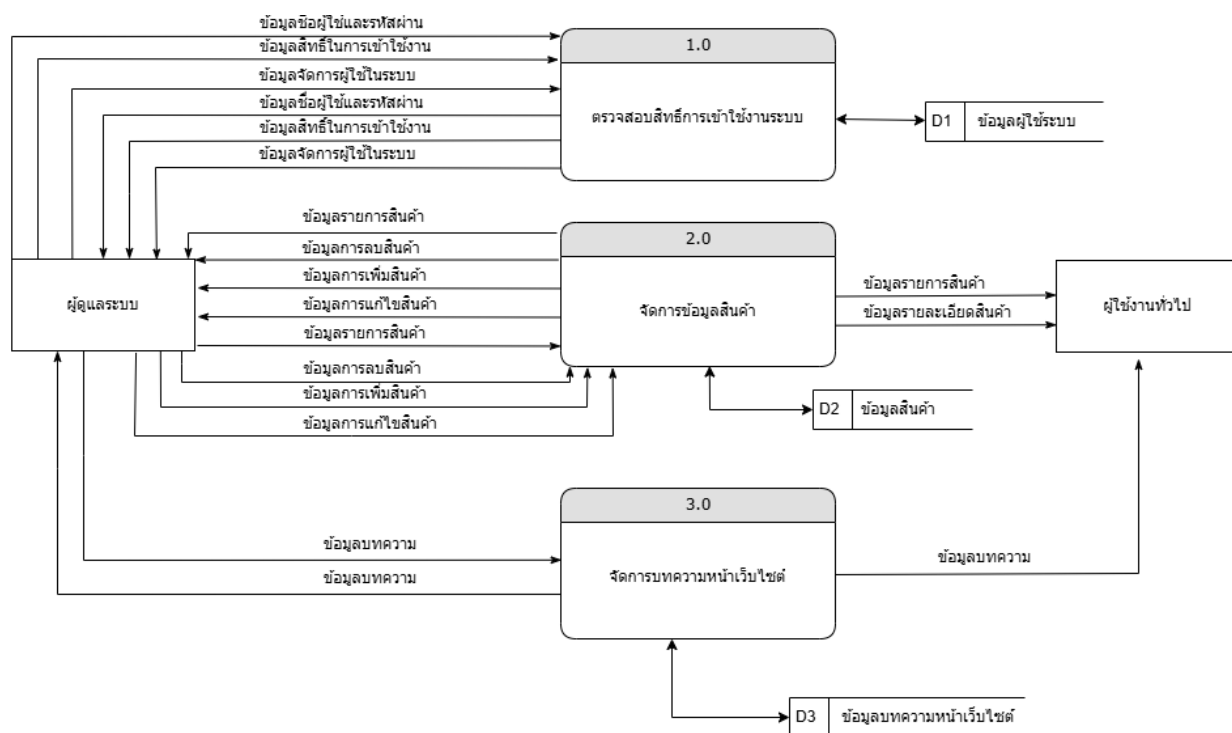 ข้อมูลชื่อผู้ใช้และรหัสผ่าน
ข้อมูลสิทธิ์ในการเข้าใช้งาน
ข้อมูลจัดการผู้ใช้ในระบบ
ข้อมูลชื่อผู้ใช้และรหัสผ่าน
ข้อมูลสิทธิ์ในการเข้าใช้งาน
ข้อมูลจัดการผู้ใช้ในระบบ
1.0
ตรวจสอบสิทธิ์การเข้าใช้งานระบบ
D1 ข้อมูลผู้ใช้ระบบ
ผู้ดูแลระบบ
ข้อมูลรายการสินค้า
ข้อมูลการลบสินค้า
ข้อมูลการเพิ่มสินค้า
ข้อมูลการแก้ไขสินค้า
ข้อมูลรายการสินค้า
ข้อมูลการลบสินค้า
ข้อมูลการเพิ่มสินค้า
ข้อมูลการแก้ไขสินค้า
2.0
จัดการข้อมูลสินค้า
ข้อมูลรายการสินค้า
ข้อมูลรายละเอียดสินค้า
ผู้ใช้งานทั่วไป
D2 ข้อมูลสินค้า
3.0
จัดการบทความหน้าเว็บไซต์
ข้อมูลบทความ
ข้อมูลบทความ
ข้อมูลบทความ
D3 ข้อมูลบทความหน้าเว็บไซต์